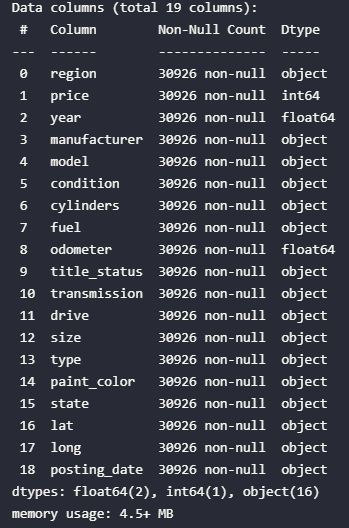 Data columns (total 19 columns):
 #   Column        Non-Null Count  Dtype
---  ------        --------------  -----
 0   region        30926 non-null  object
 1   price         30926 non-null  int64
 2   year          30926 non-null  float64
 3   manufacturer  30926 non-null  object
 4   model         30926 non-null  object
 5   condition     30926 non-null  object
 6   cylinders     30926 non-null  object
 7   fuel          30926 non-null  object
 8   odometer      30926 non-null  float64
 9   title_status  30926 non-null  object
 10  transmission  30926 non-null  object
 11  drive         30926 non-null  object
 12  size          30926 non-null  object
 13  type          30926 non-null  object
 14  paint_color   30926 non-null  object
 15  state         30926 non-null  object
 16  lat           30926 non-null  object
 17  long          30926 non-null  object
 18  posting_date  30926 non-null  object
dtypes: float64(2), int64(1), object(16)
memory usage: 4.5+ MB